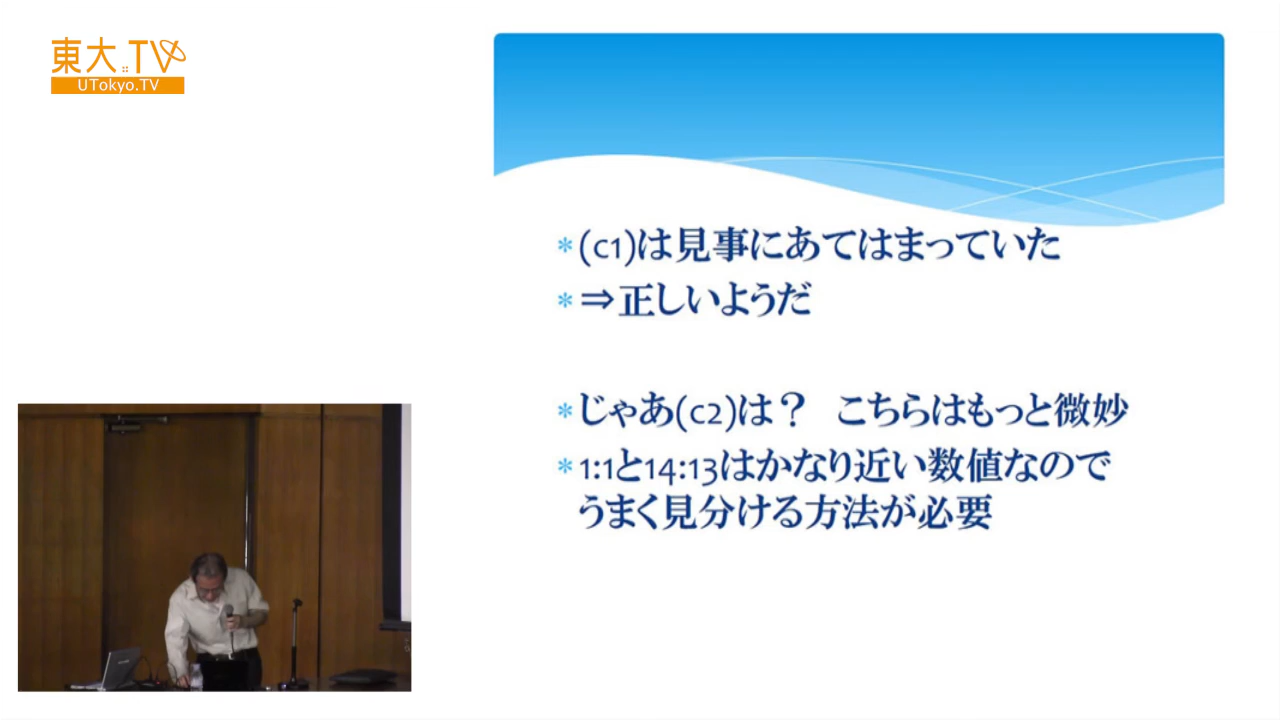 東大TV
UTokyo.TV
*(c1)は見事にあてはまっていた
*⇒正しいようだ
*じゃあ(c2)は？ こちらはもっと微妙
*1:1と14:13はかなり近い数値なので
うまく見分ける方法が必要